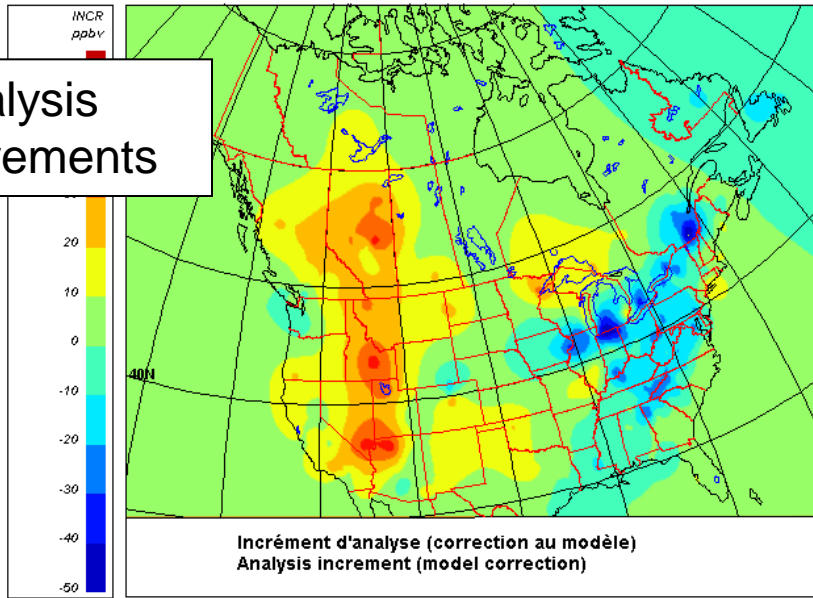 INCR
ppbv
alysis
ements
20
10
0
-10
-20
-30
-40
-50
40N
Incrément d'analyse (correction au modèle)
Analysis increment (model correction)